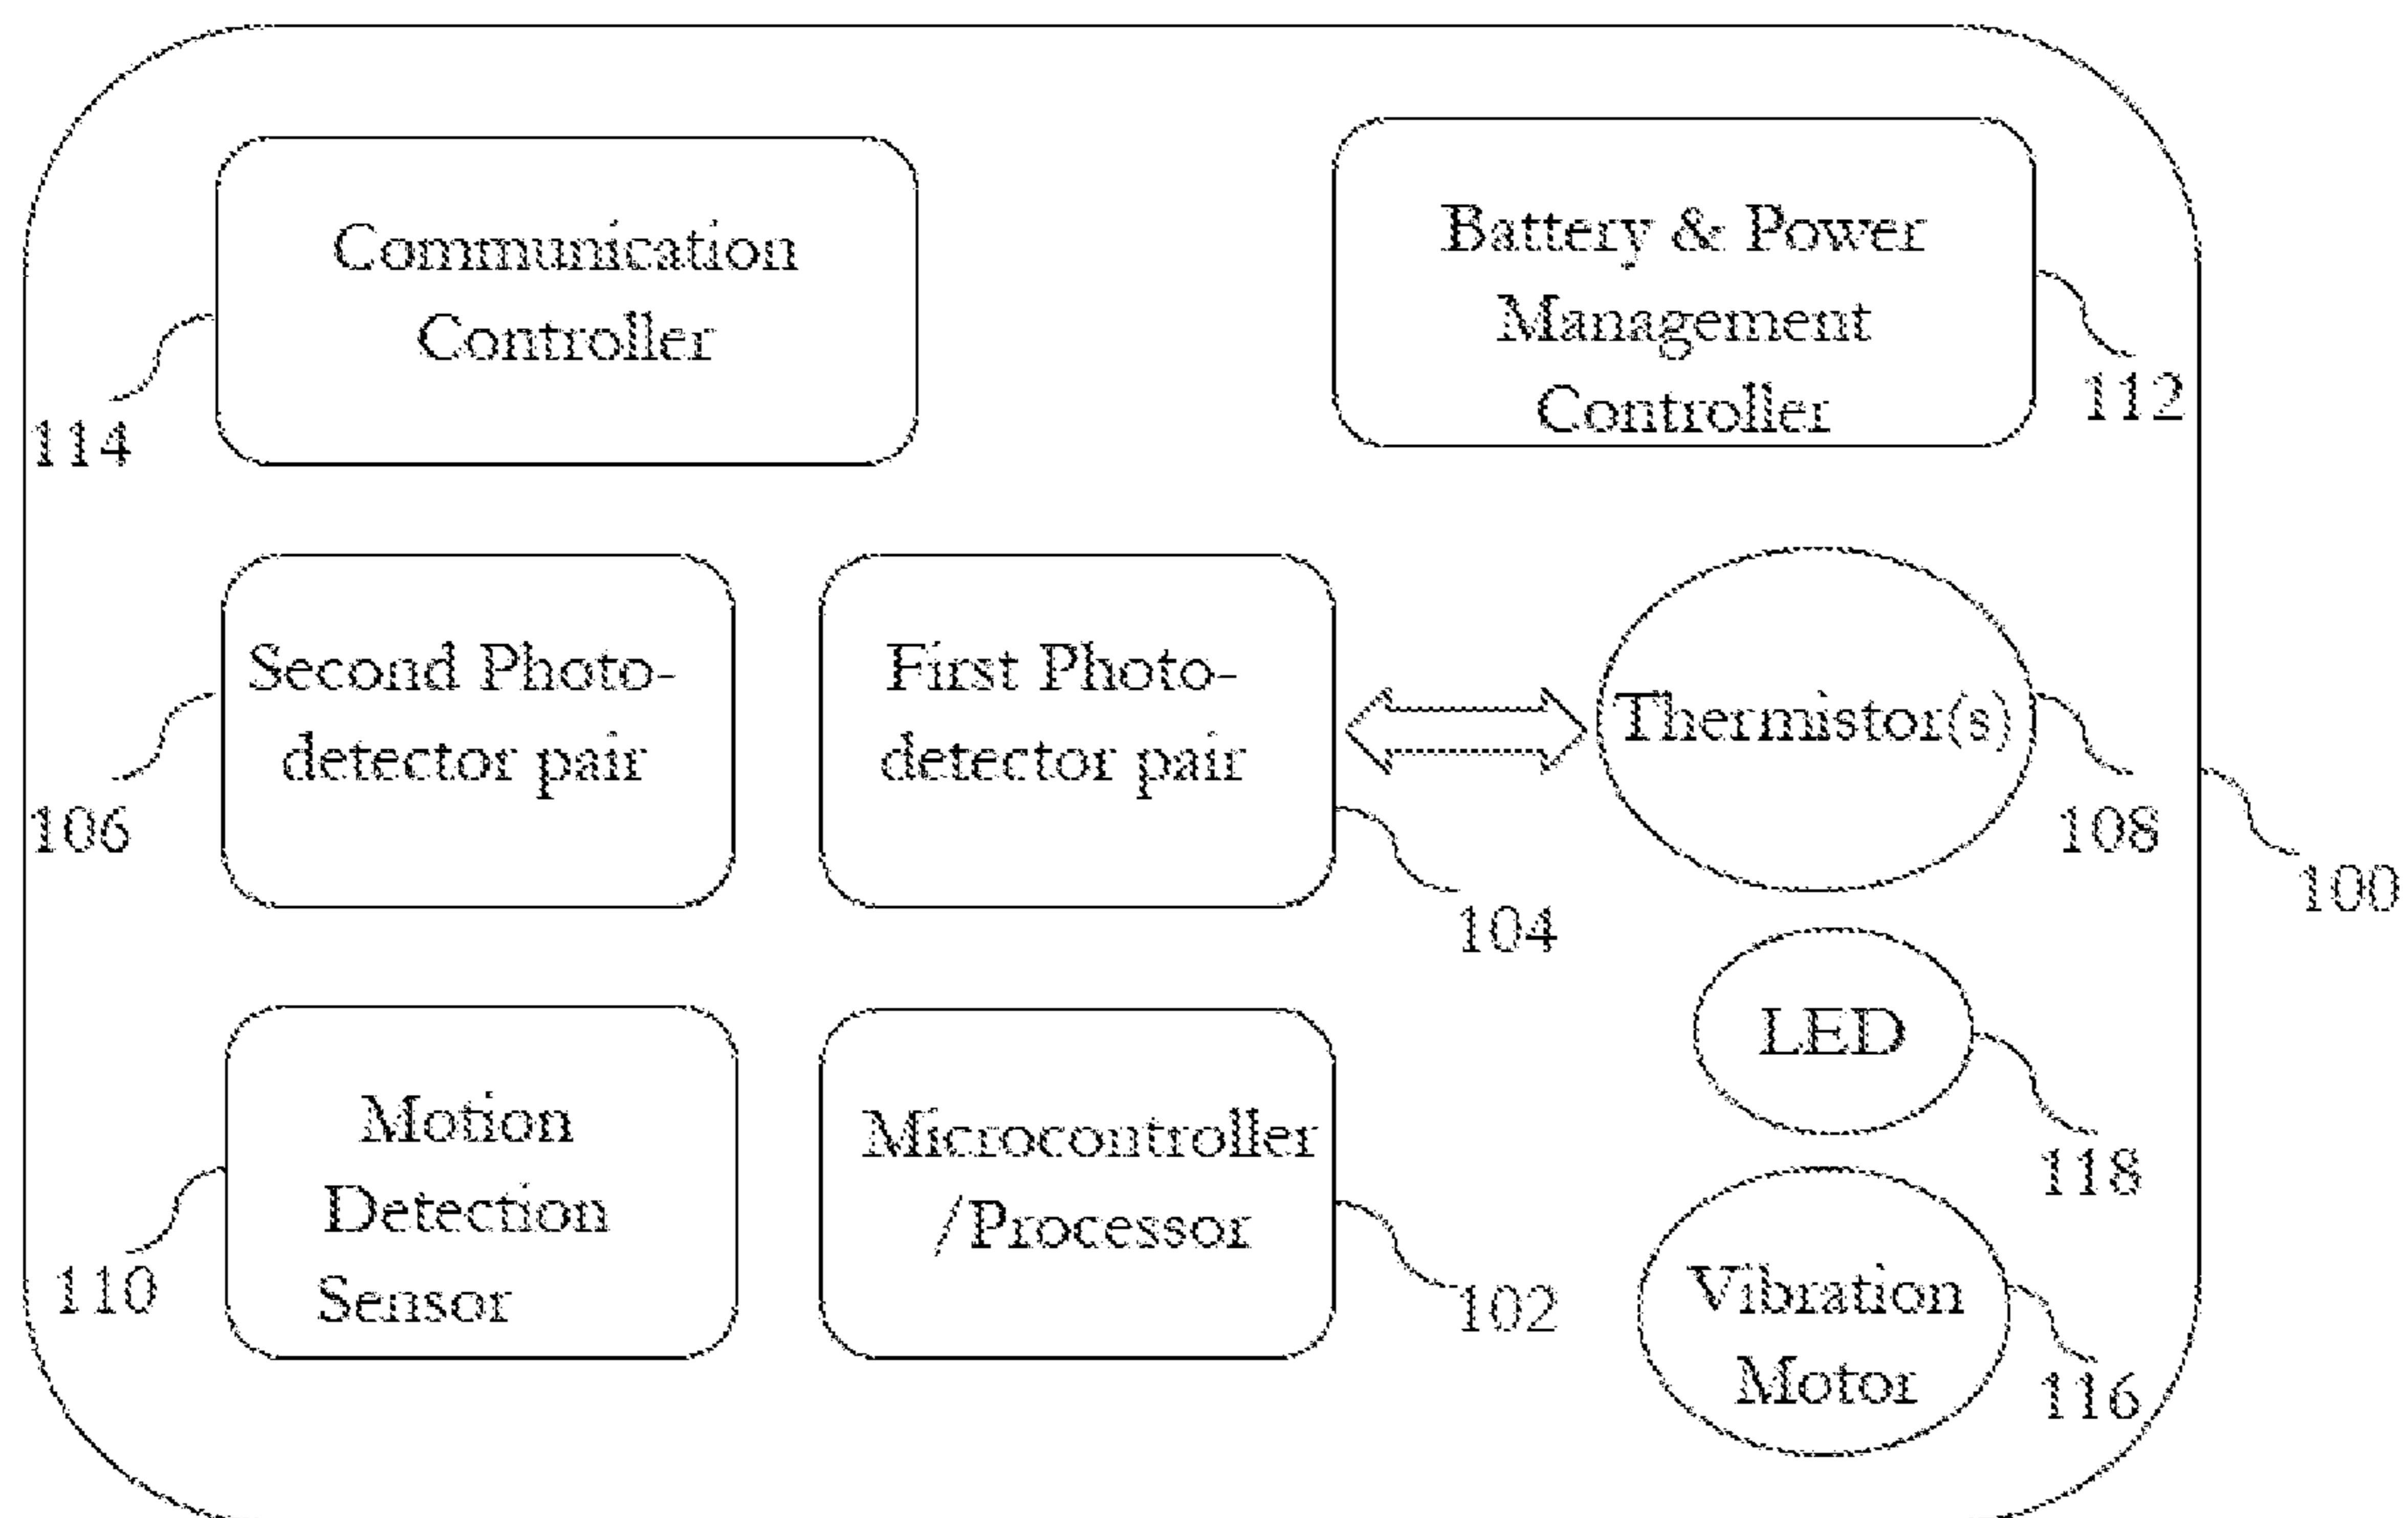 Communication
Controller
114
Battery & Power
Management
Controller
112
Second Photo-
detector pair
106
First Photo-
detector pair
104
Thermistor(s)
108
100
LED
118
Motion
Detection
Sensor
110
Microcontroller
/Processor
102
Vibration
Motor
116